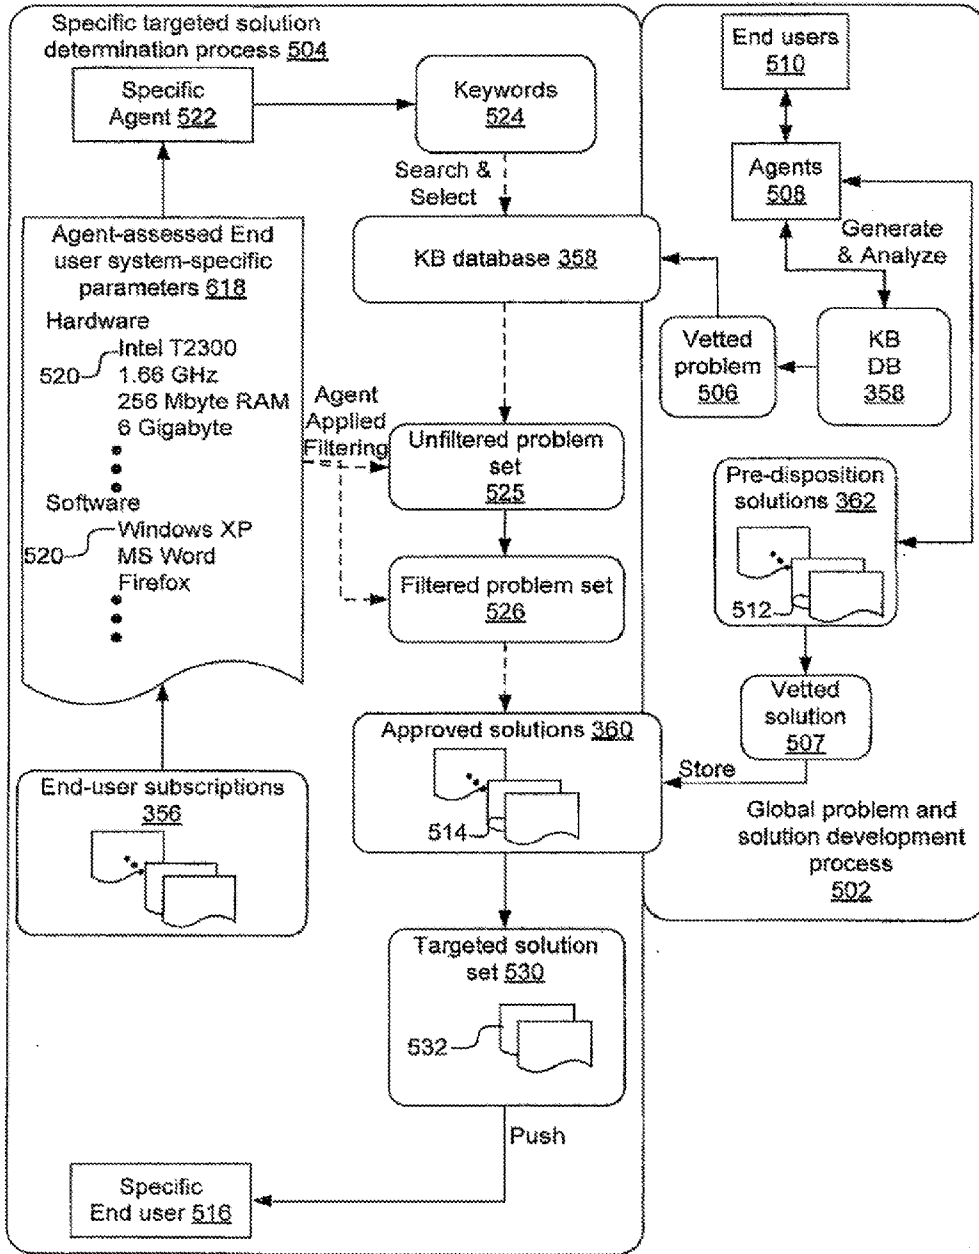 Specific targeted solution
determination process 504
Specific
Agent 522
Keywords
524
Search &
Select
Agent-assessed End
user system-specific
parameters 618
Hardware
520
Intel T2300
1.66 GHz
256 Mbyte RAM
6 Gigabyte
Software
520
Windows XP
MS Word
Firefox
KB database 358
Agent
Applied
Filtering
Unfiltered problem
set
525
Filtered problem set
526
End-user subscriptions
356
Approved solutions 360
514
Targeted solution
set 530
532
Push
Specific
End user 516
End users
510
Agents
508
Generate
& Analyze
Vetted
problem
506
KB
DB
358
Pre-disposition
solutions 362
512
Vetted
solution
507
Store
Global problem and
solution development
process
502